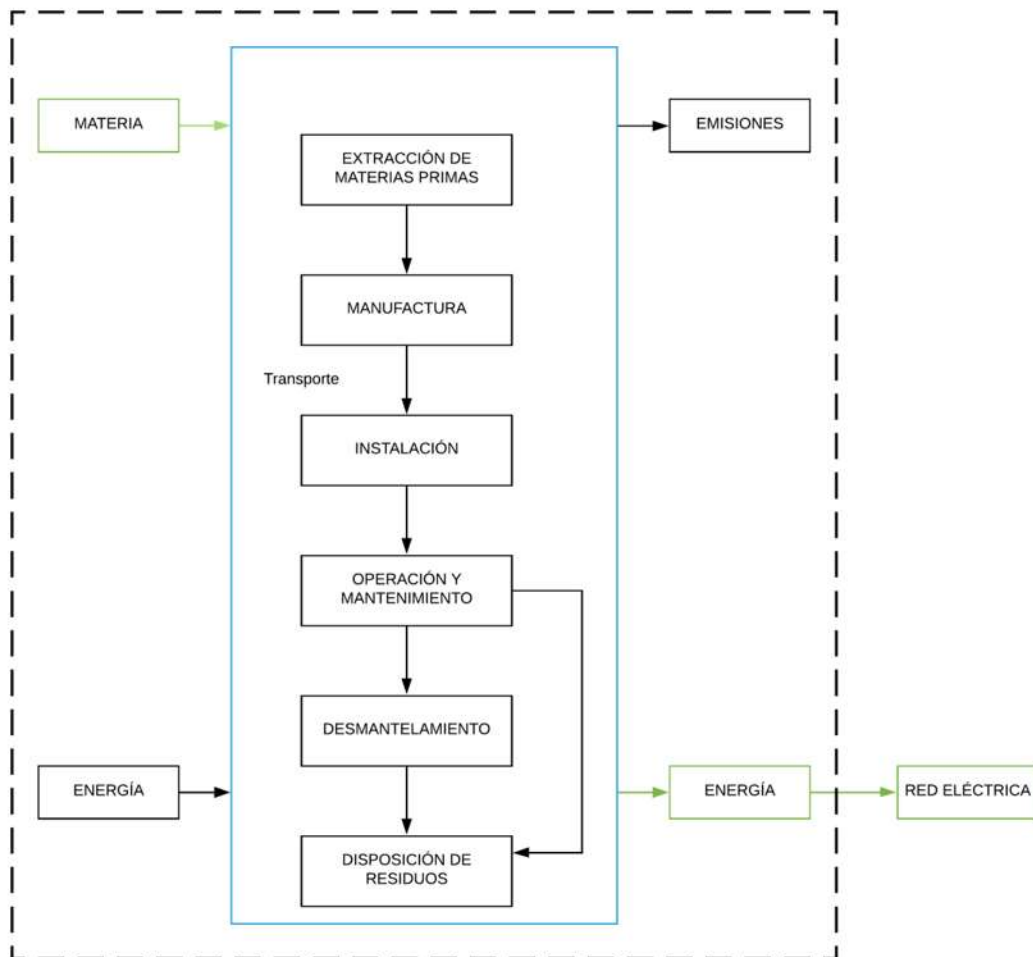 MATERIA
EMISIONES
EXTRACCIÓN DE
MATERIAS PRIMAS
MANUFACTURA
Transporte
INSTALACIÓN
OPERACIÓN Y
MANTENIMIENTO
DESMANTELAMIENTO
ENERGÍA
ENERGÍA
RED ELÉCTRICA
DISPOSICIÓN DE
RESIDUOS